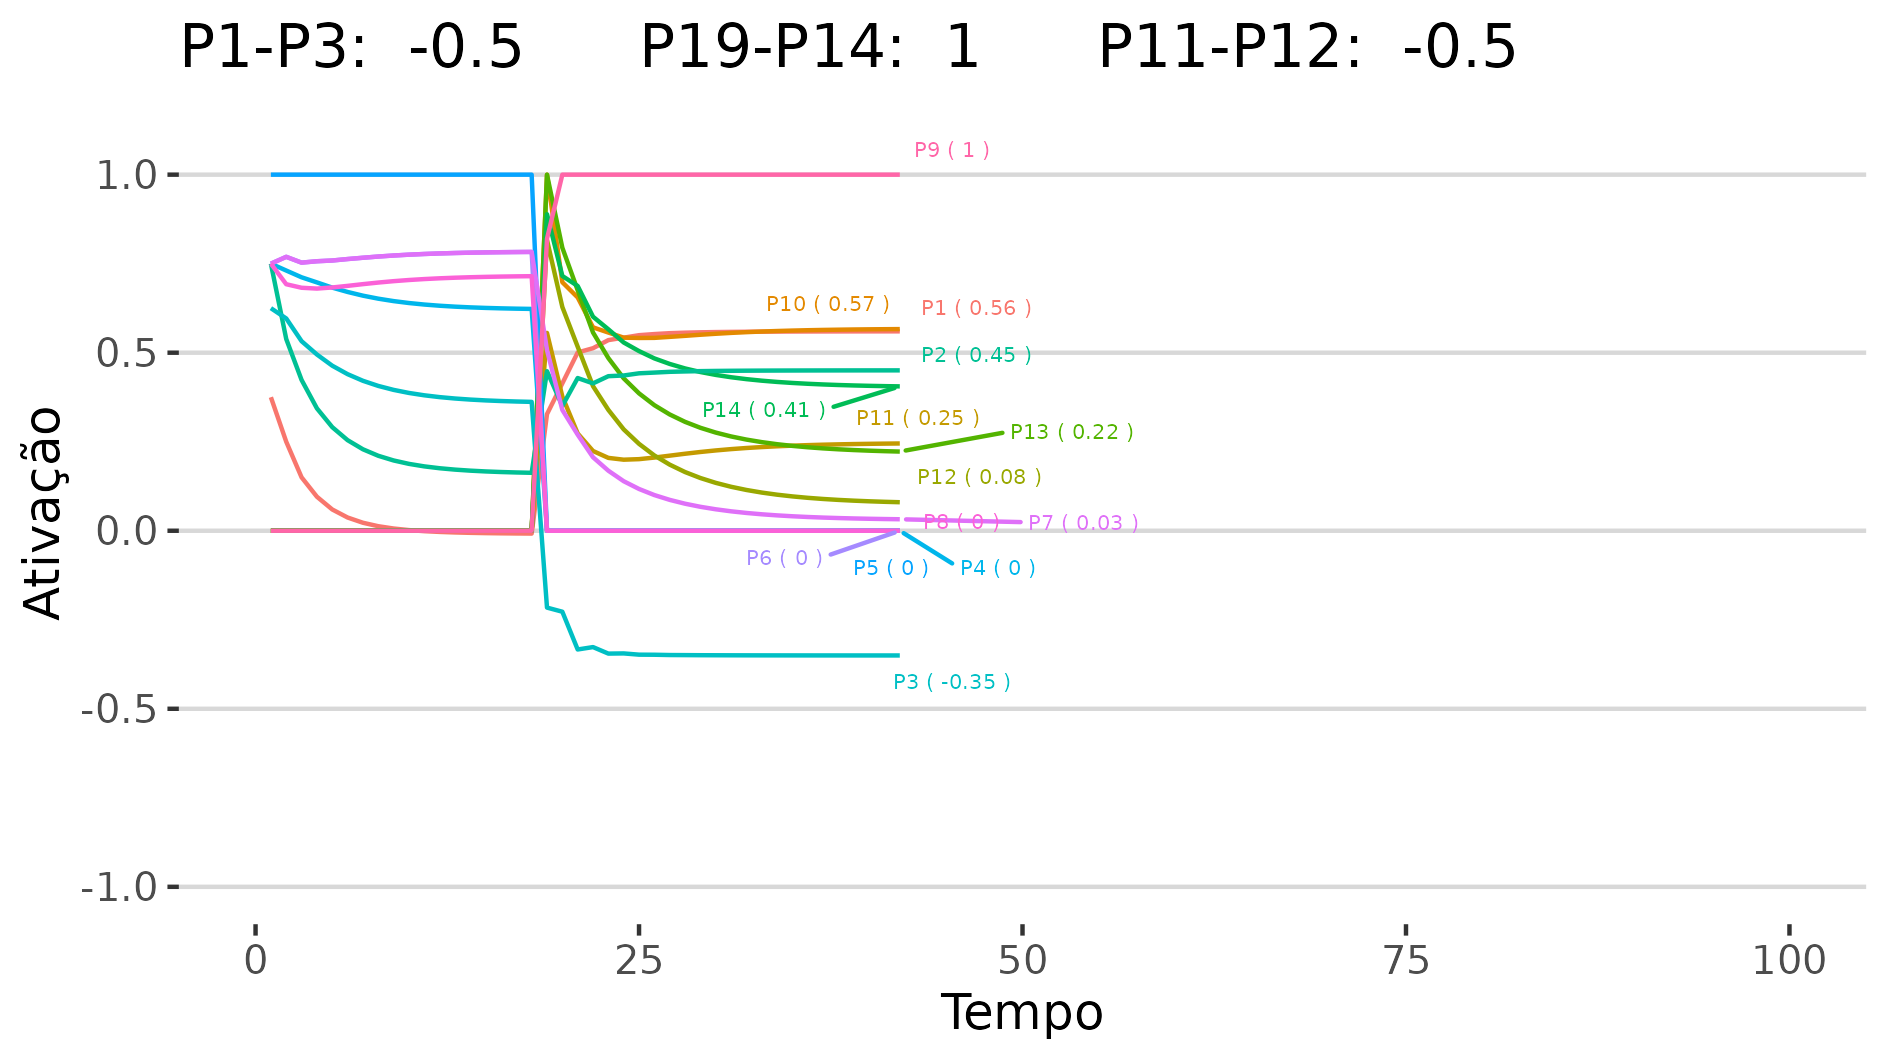 P1-P3: -0.5 P19-P14: 1 P11-P12: -0.5
P9 ( 1 )
1.0
P10 ( 0.57 ) P1 ( 0.56 )
0.5
P2 ( 0.45 )
P14 ( 0.41 ) P11 ( 0.25 )
P13 ( 0.22 )
P12 ( 0.08 )
0.0
P8 ( 0 ) P7 ( 0.03 )
P6 ( 0 )
P5 ( 0 ) P4 ( 0 )
P3 ( -0.35 )
-0.5
-1.0
Ativação
0 25 50 75 100
Tempo